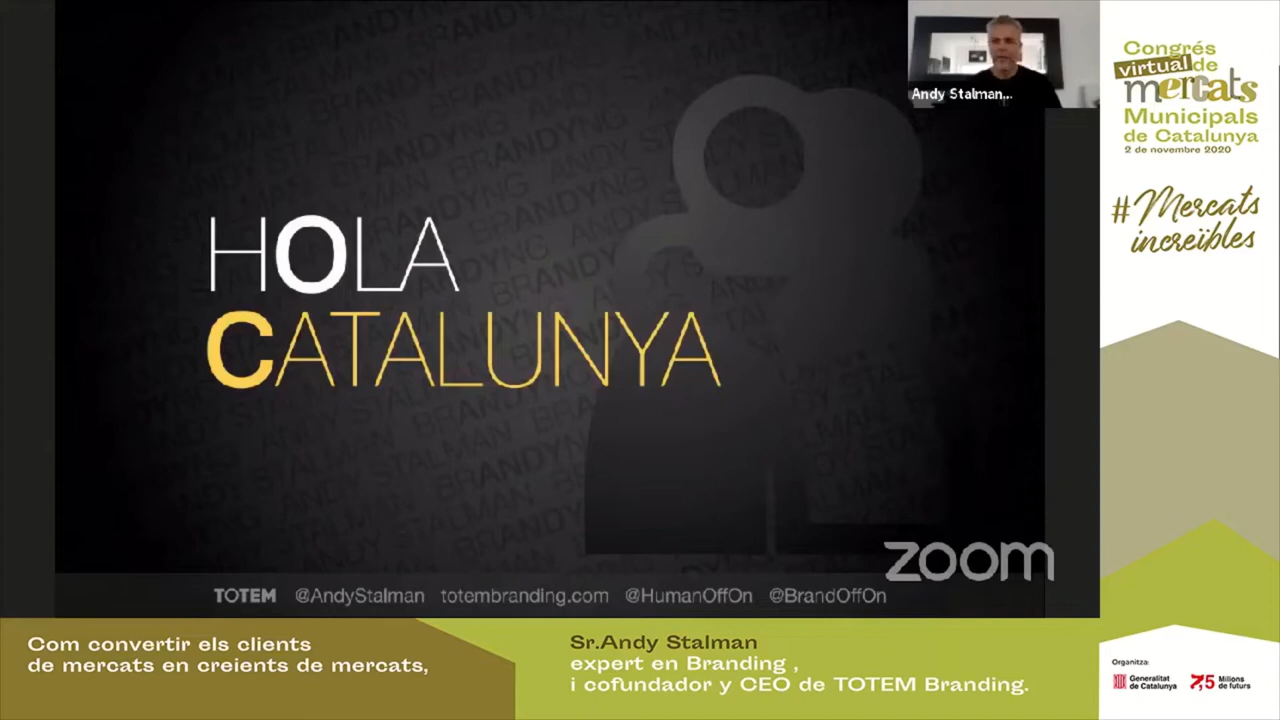 HOLA
CATALUNYA
TOTEM @AndyStalman totembranding.com @HumanOffOn @BrandOffOn
zoom
Andy Stalman...
Congrés
virtual de
mercats
Municipals
de Catalunya
2 de novembre 2020
#Mercats
increïbles
Com convertir els clients
de mercats en creients de mercats,
Sr.Andy Stalman
expert en Branding ,
i cofundador y CEO de TOTEM Branding.
Organitza:
Generalitat
de Catalunya
7,5 Milions
de futurs